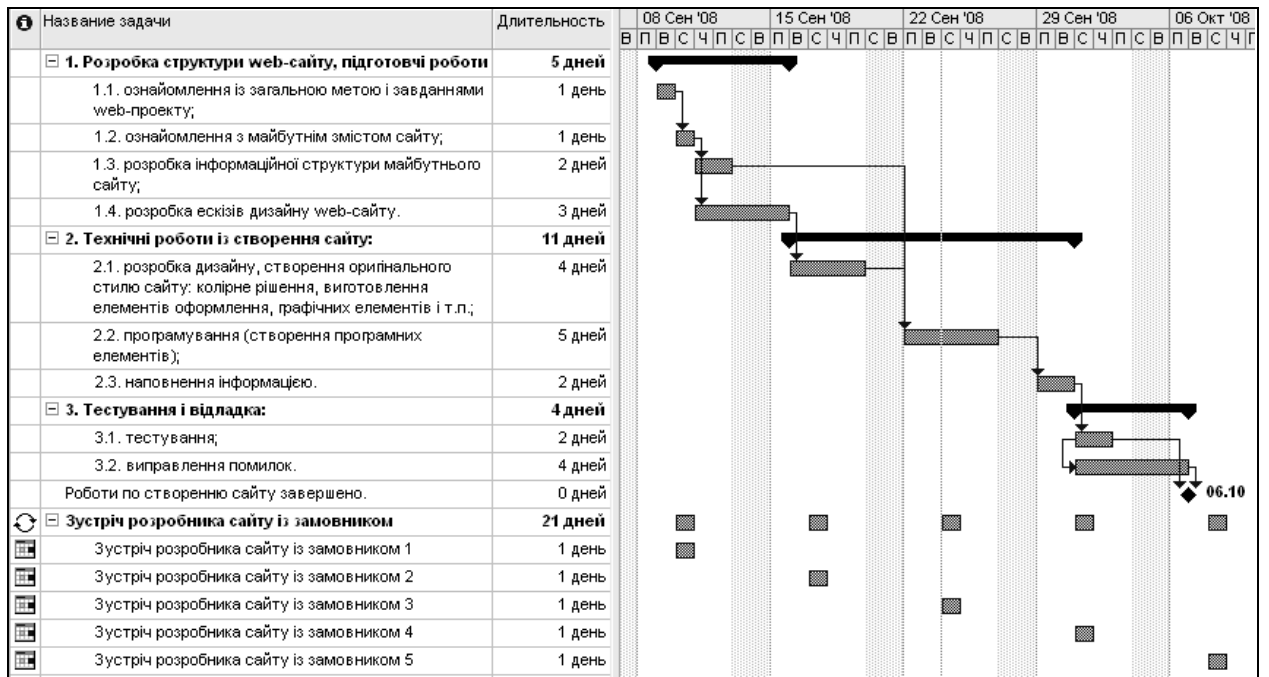 Название задачи Длительность 08 Сен '08 15 Сен '08 22 Сен '08 29 Сен '08 06 Окт '08
В П В С Ч П С В П В С Ч П С В П В С Ч П С В П В С Ч П С В П В С Ч П
1. Розробка структури web-сайту, підготовчі роботи 5 дней
1.1. ознайомлення із загальною метою і завданнями 1 день
web-проекту;
1.2. ознайомлення з майбутнім змістом сайту; 1 день
1.3. розробка інформаційної структури майбутнього 2 дней
сайту;
1.4. розробка ескізів дизайну web-сайту. 3 дней
2. Технічні роботи із створення сайту: 11 дней
2.1. розробка дизайну, створення оригінального 4 дней
стилю сайту: колірне рішення, виготовлення
елементів оформлення, графічних елементів і т.п.;
2.2. програмування (створення програмних 5 дней
елементів);
2.3. наповнення інформацією. 2 дней
3. Тестування і відладка: 4 дней
3.1. тестування; 2 дней
3.2. виправлення помилок. 4 дней
Роботи по створенню сайту завершено. 0 дней 06.10
Зустріч розробника сайту із замовником 21 дней
Зустріч розробника сайту із замовником 1 1 день
Зустріч розробника сайту із замовником 2 1 день
Зустріч розробника сайту із замовником 3 1 день
Зустріч розробника сайту із замовником 4 1 день
Зустріч розробника сайту із замовником 5 1 день